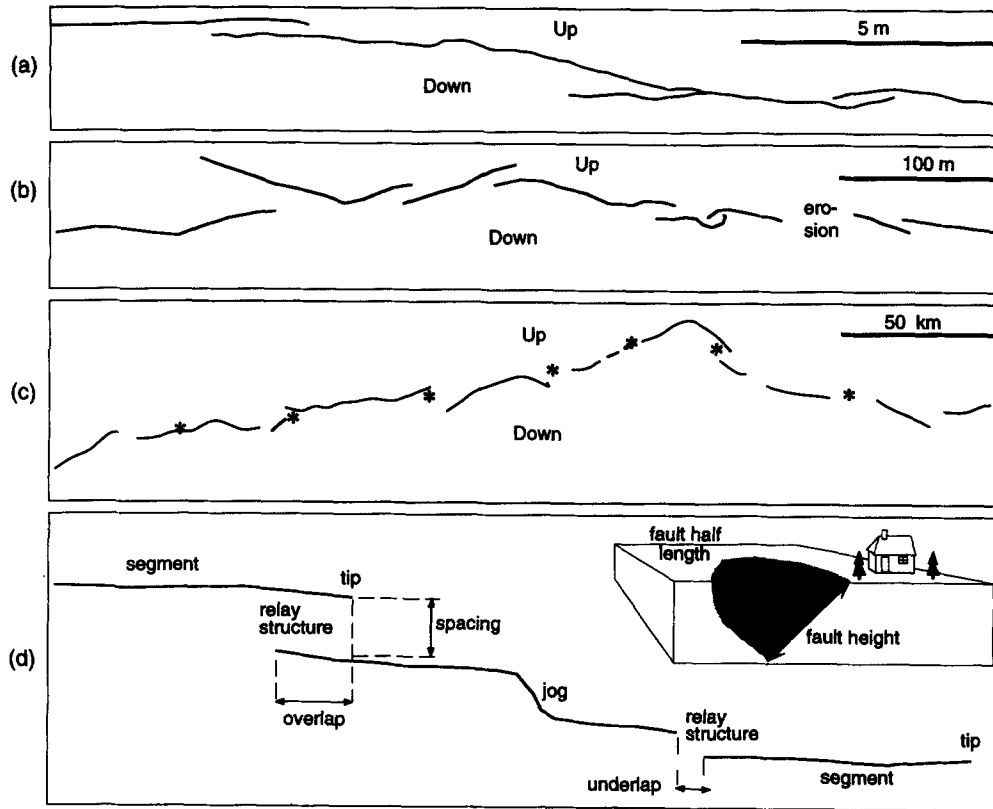 (a)
Up
5 m
Down
(b)
Up
100 m
Down
ero-
sion
(c)
Up
50 km
*
*
*
*
*
*
*
Down
(d)
segment
tip
relay
structure
spacing
overlap
jog
relay
structure
underlap
segment
tip
fault half
length
fault height